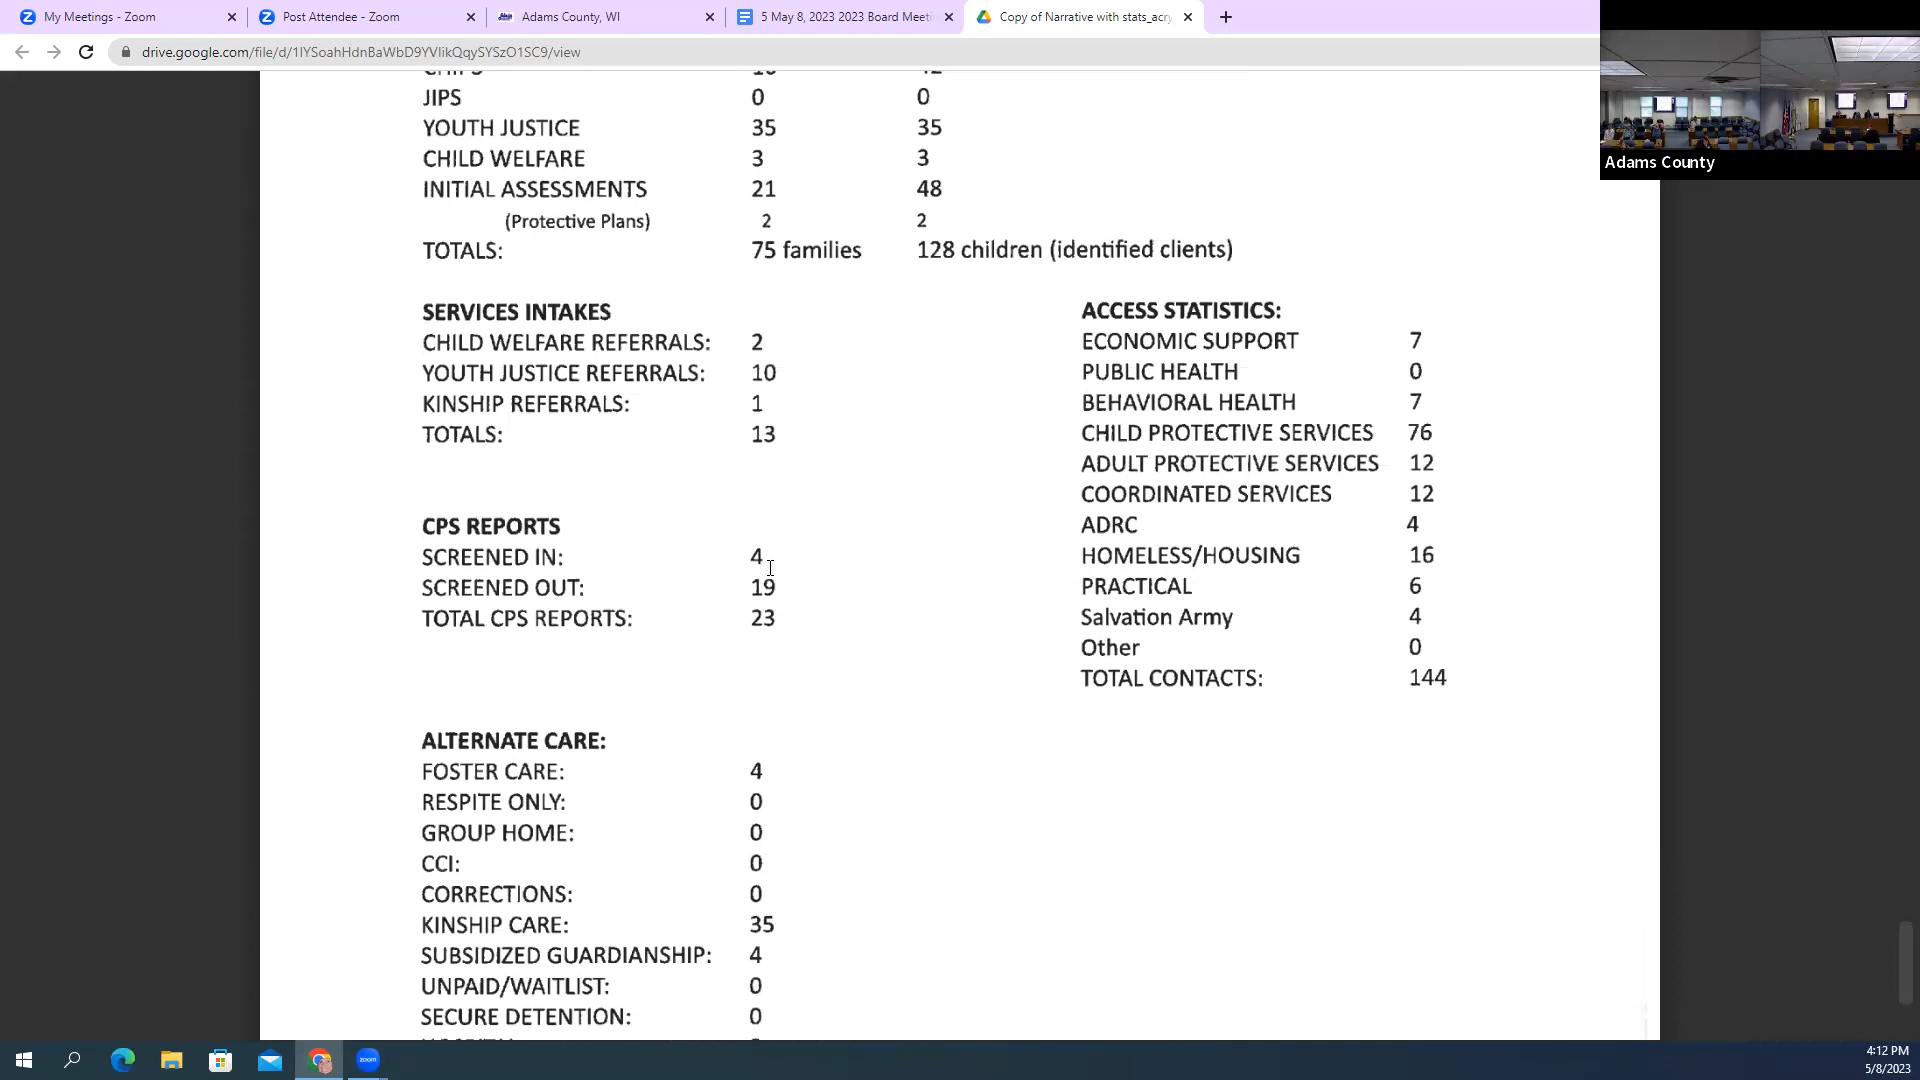 My Meetings - Zoom
Post Attendee - Zoom
Adams County, WI
5 May 8, 2023 2023 Board Meeti
Copy of Narrative with stats_acry
drive.google.com/file/d/1IYSoahHdnBaWbD9YVlikQqySYSzO1SC9/view
Adams County
JIPS 0 0
YOUTH JUSTICE 35 35
CHILD WELFARE 3 3
INITIAL ASSESSMENTS 21 48
(Protective Plans) 2 2
TOTALS: 75 families 128 children (identified clients)
SERVICES INTAKES
CHILD WELFARE REFERRALS: 2
YOUTH JUSTICE REFERRALS: 10
KINSHIP REFERRALS: 1
TOTALS: 13
CPS REPORTS
SCREENED IN: 4
SCREENED OUT: 19
TOTAL CPS REPORTS: 23
ACCESS STATISTICS:
ECONOMIC SUPPORT 7
PUBLIC HEALTH 0
BEHAVIORAL HEALTH 7
CHILD PROTECTIVE SERVICES 76
ADULT PROTECTIVE SERVICES 12
COORDINATED SERVICES 12
ADRC 4
HOMELESS/HOUSING 16
PRACTICAL 6
Salvation Army 4
Other 0
TOTAL CONTACTS: 144
ALTERNATE CARE:
FOSTER CARE: 4
RESPITE ONLY: 0
GROUP HOME: 0
CCI: 0
CORRECTIONS: 0
KINSHIP CARE: 35
SUBSIDIZED GUARDIANSHIP: 4
UNPAID/WAITLIST: 0
SECURE DETENTION: 0
zoom
4:12 PM
5/8/2023